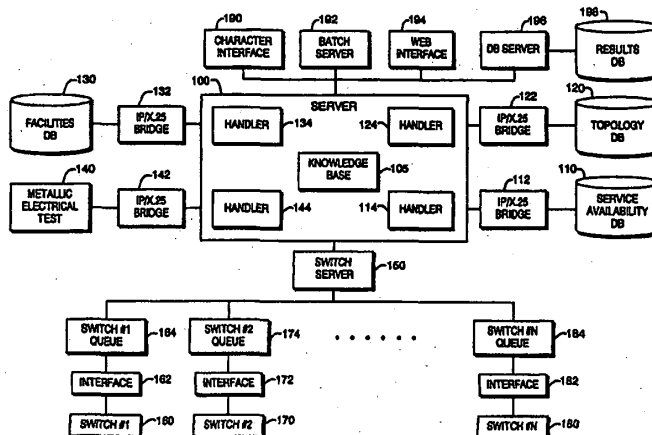 190
192
194
196
198
CHARACTER
INTERFACE
BATCH
SERVER
WEB
INTERFACE
DB SERVER
RESULTS
DB
130
132
100
SERVER
122
120
FACILITIES
DB
IP/X.25
BRIDGE
HANDLER
134
124
HANDLER
IP/X.25
BRIDGE
TOPOLOGY
DB
KNOWLEDGE
BASE
105
140
142
112
110
METALLIC
ELECTRICAL
TEST
IP/X.25
BRIDGE
HANDLER
144
114
HANDLER
IP/X.25
BRIDGE
SERVICE
AVAILABILITY
DB
SWITCH
SERVER
150
SWITCH #1
QUEUE
164
SWITCH #2
QUEUE
174
SWITCH #N
QUEUE
184
INTERFACE
162
INTERFACE
172
INTERFACE
182
SWITCH #1
160
SWITCH #2
170
SWITCH #N
180